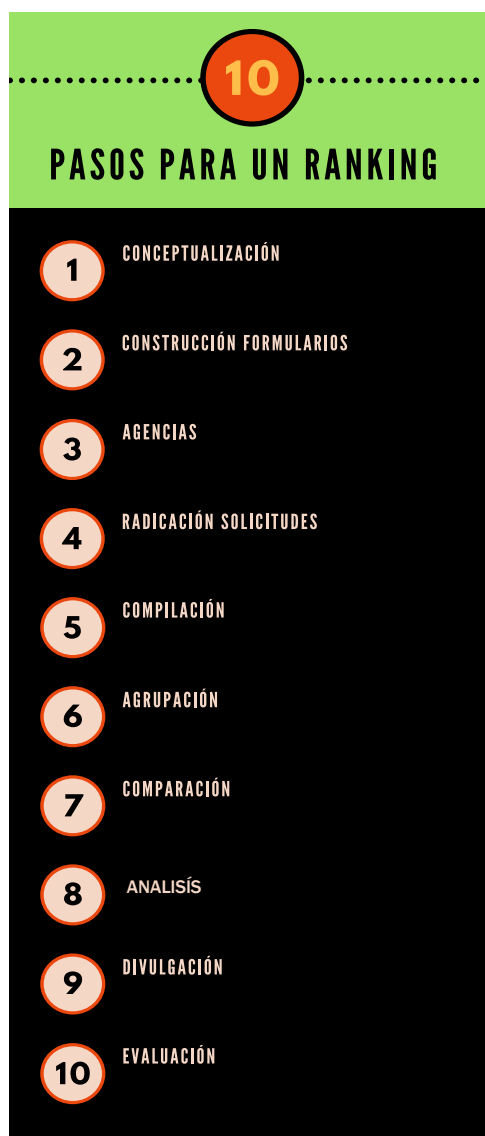 10
PASOS PARA UN RANKING
1 CONCEPTUALIZACIÓN
2 CONSTRUCCIÓN FORMULARIOS
3 AGENCIAS
4 RADICACIÓN SOLICITUDES
5 COMPILACIÓN
6 AGRUPACIÓN
7 COMPARACIÓN
8 ANALISÍS
9 DIVULGACIÓN
10 EVALUACIÓN